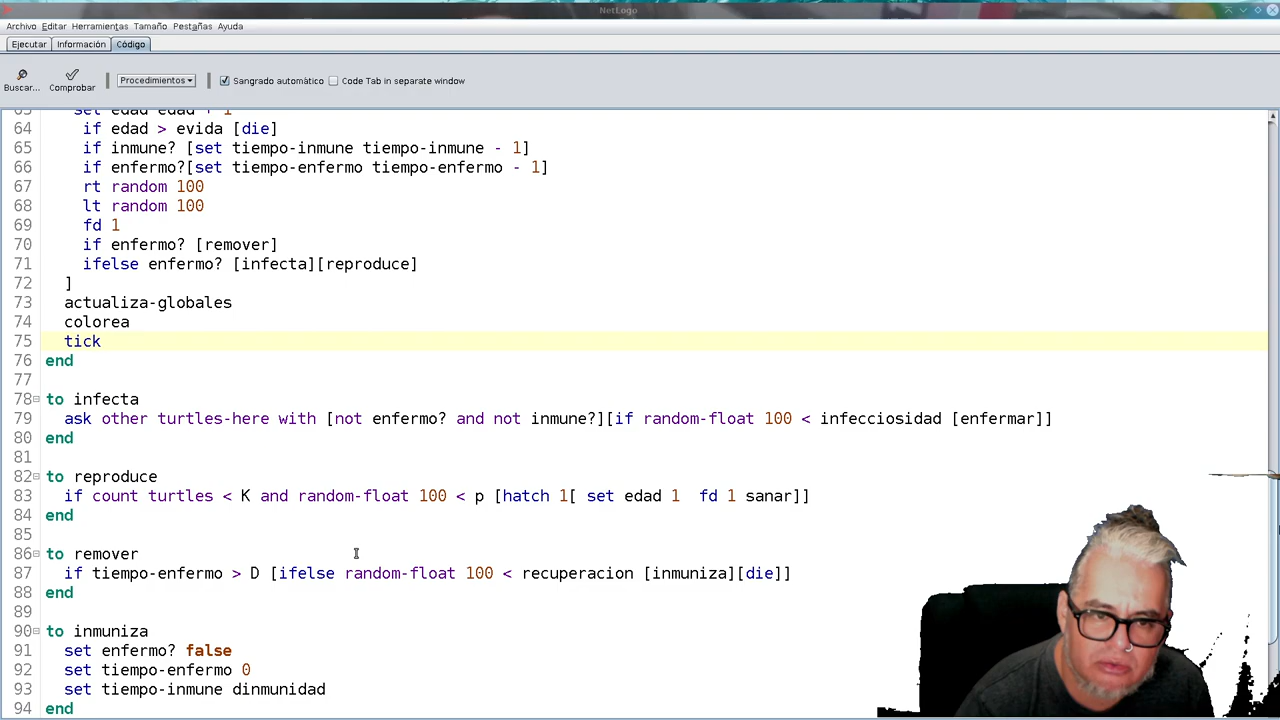 NetLogo
Archivo Editar Herramientas Tamaño Pestañas Ayuda
Ejecutar Información Código
Buscar... Comprobar Procedimientos Sangrado automático Code Tab in separate window
63 set edad edad + 1
64 if edad > evida [die]
65 if inmune? [set tiempo-inmune tiempo-inmune - 1]
66 if enfermo?[set tiempo-enfermo tiempo-enfermo - 1]
67 rt random 100
68 lt random 100
69 fd 1
70 if enfermo? [remover]
71 ifelse enfermo? [infecta][reproduce]
72 ]
73 actualiza-globales
74 colorea
75 tick
76 end
77
78 to infecta
79 ask other turtles-here with [not enfermo? and not inmune?][if random-float 100 < infecciosidad [enfermar]]
80 end
81
82 to reproduce
83 if count turtles < K and random-float 100 < p [hatch 1[ set edad 1 fd 1 sanar]]
84 end
85
86 to remover
87 if tiempo-enfermo > D [ifelse random-float 100 < recuperacion [inmuniza][die]]
88 end
89
90 to inmuniza
91 set enfermo? false
92 set tiempo-enfermo 0
93 set tiempo-inmune dinmunidad
94 end